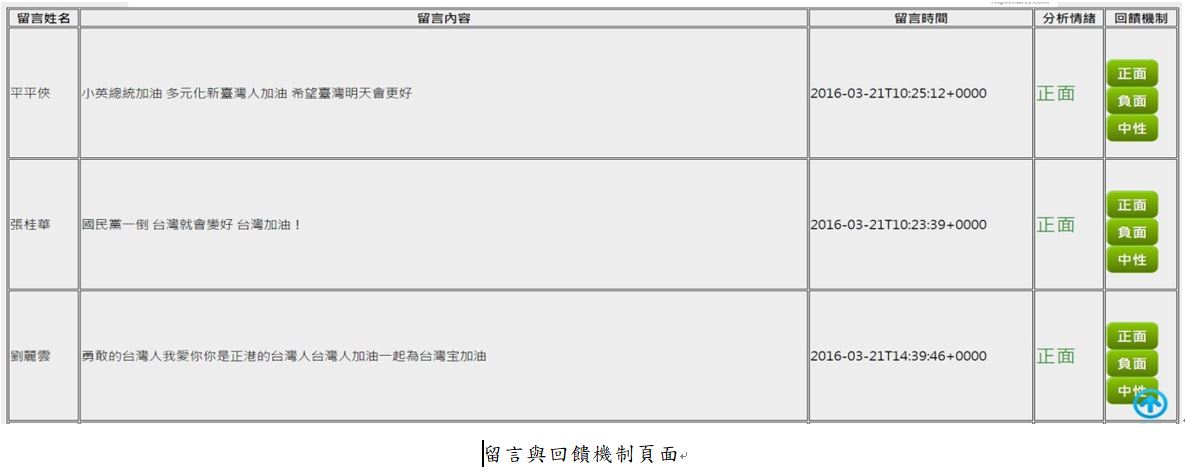 留言姓名 留言內容 留言時間 分析情緒 回饋機制
平平俠 小英總統加油 多元化新臺灣人加油 希望臺灣明天會更好 2016-03-21T10:25:12+0000 正面 正面
負面
中性
張桂華 國民黨一倒 台灣就會變好 台灣加油！ 2016-03-21T10:23:39+0000 正面 正面
負面
中性
劉麗雲 勇敢的台灣人我愛你你是正港的台灣人台灣人加油一起為台灣宝加油 2016-03-21T14:39:46+0000 正面 正面
負面
中性
留言與回饋機制頁面